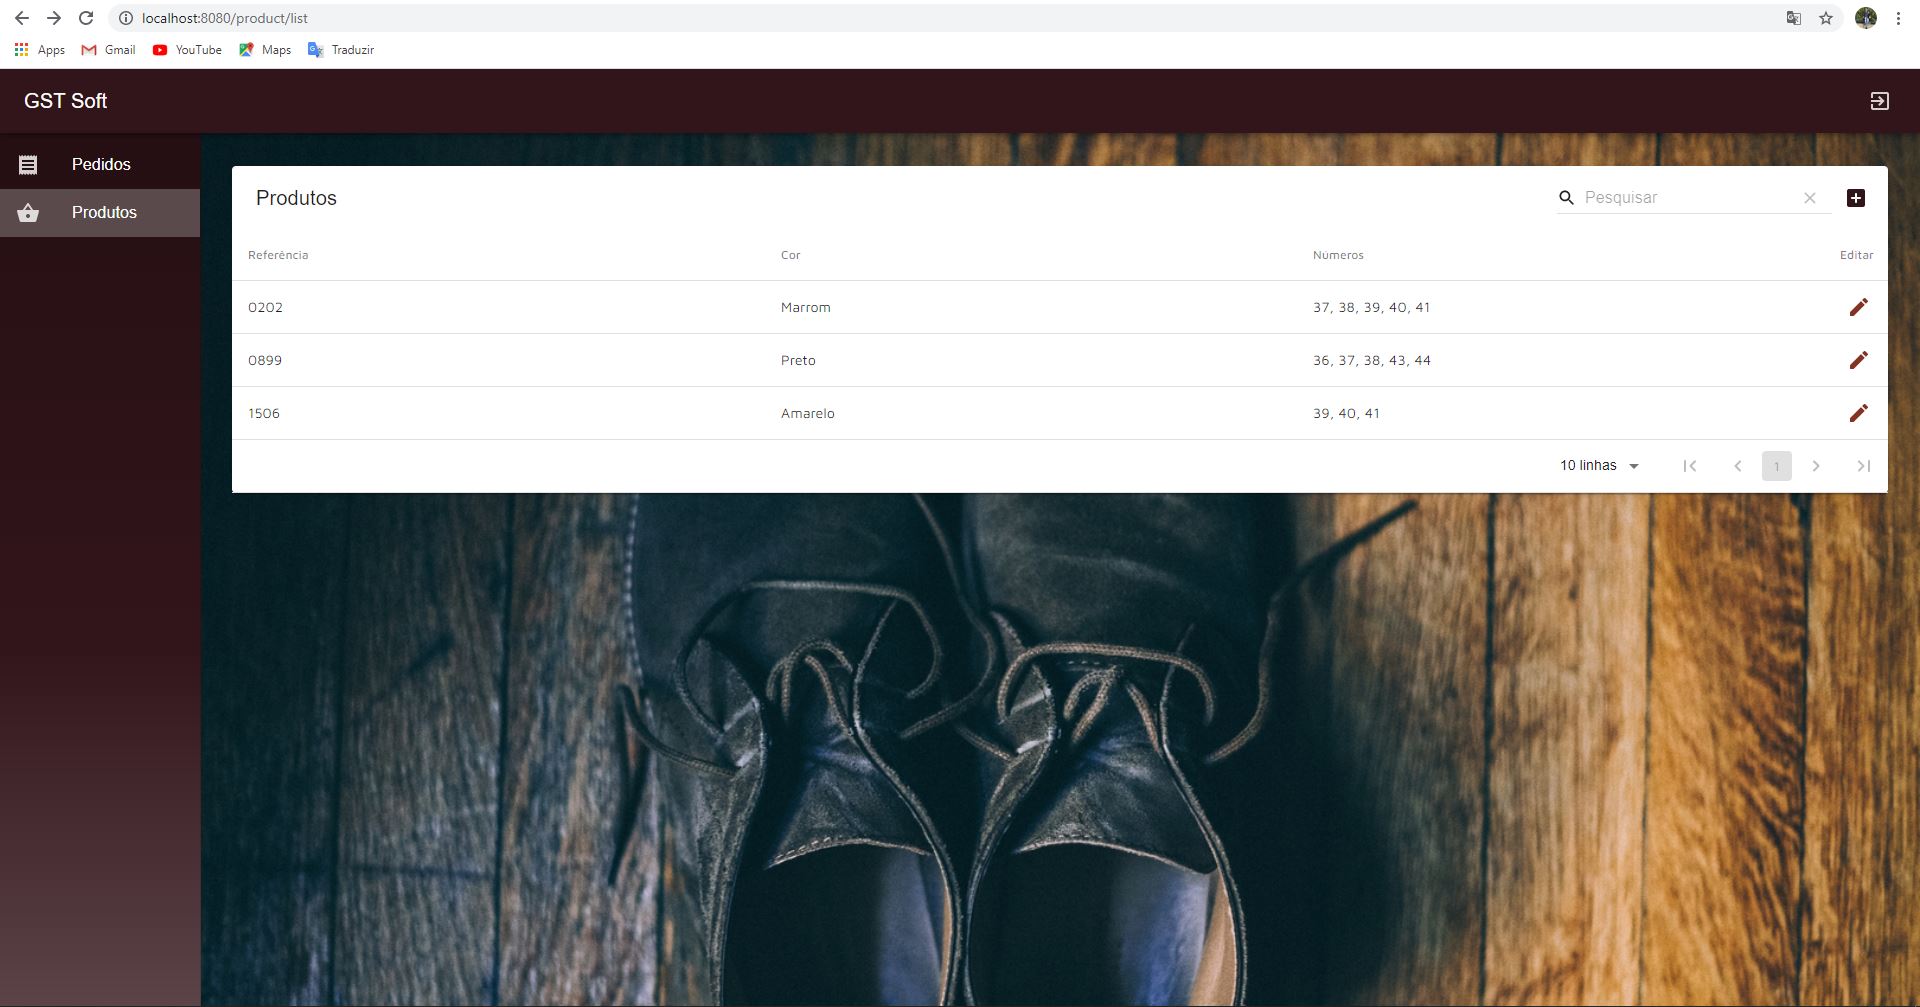 localhost:8080/product/list
Apps Gmail YouTube Maps Traduzir
GST Soft
Pedidos
Produtos
Produtos Pesquisar
Referência Cor Números Editar
0202 Marrom 37, 38, 39, 40, 41
0899 Preto 36, 37, 38, 43, 44
1506 Amarelo 39, 40, 41
10 linhas 1